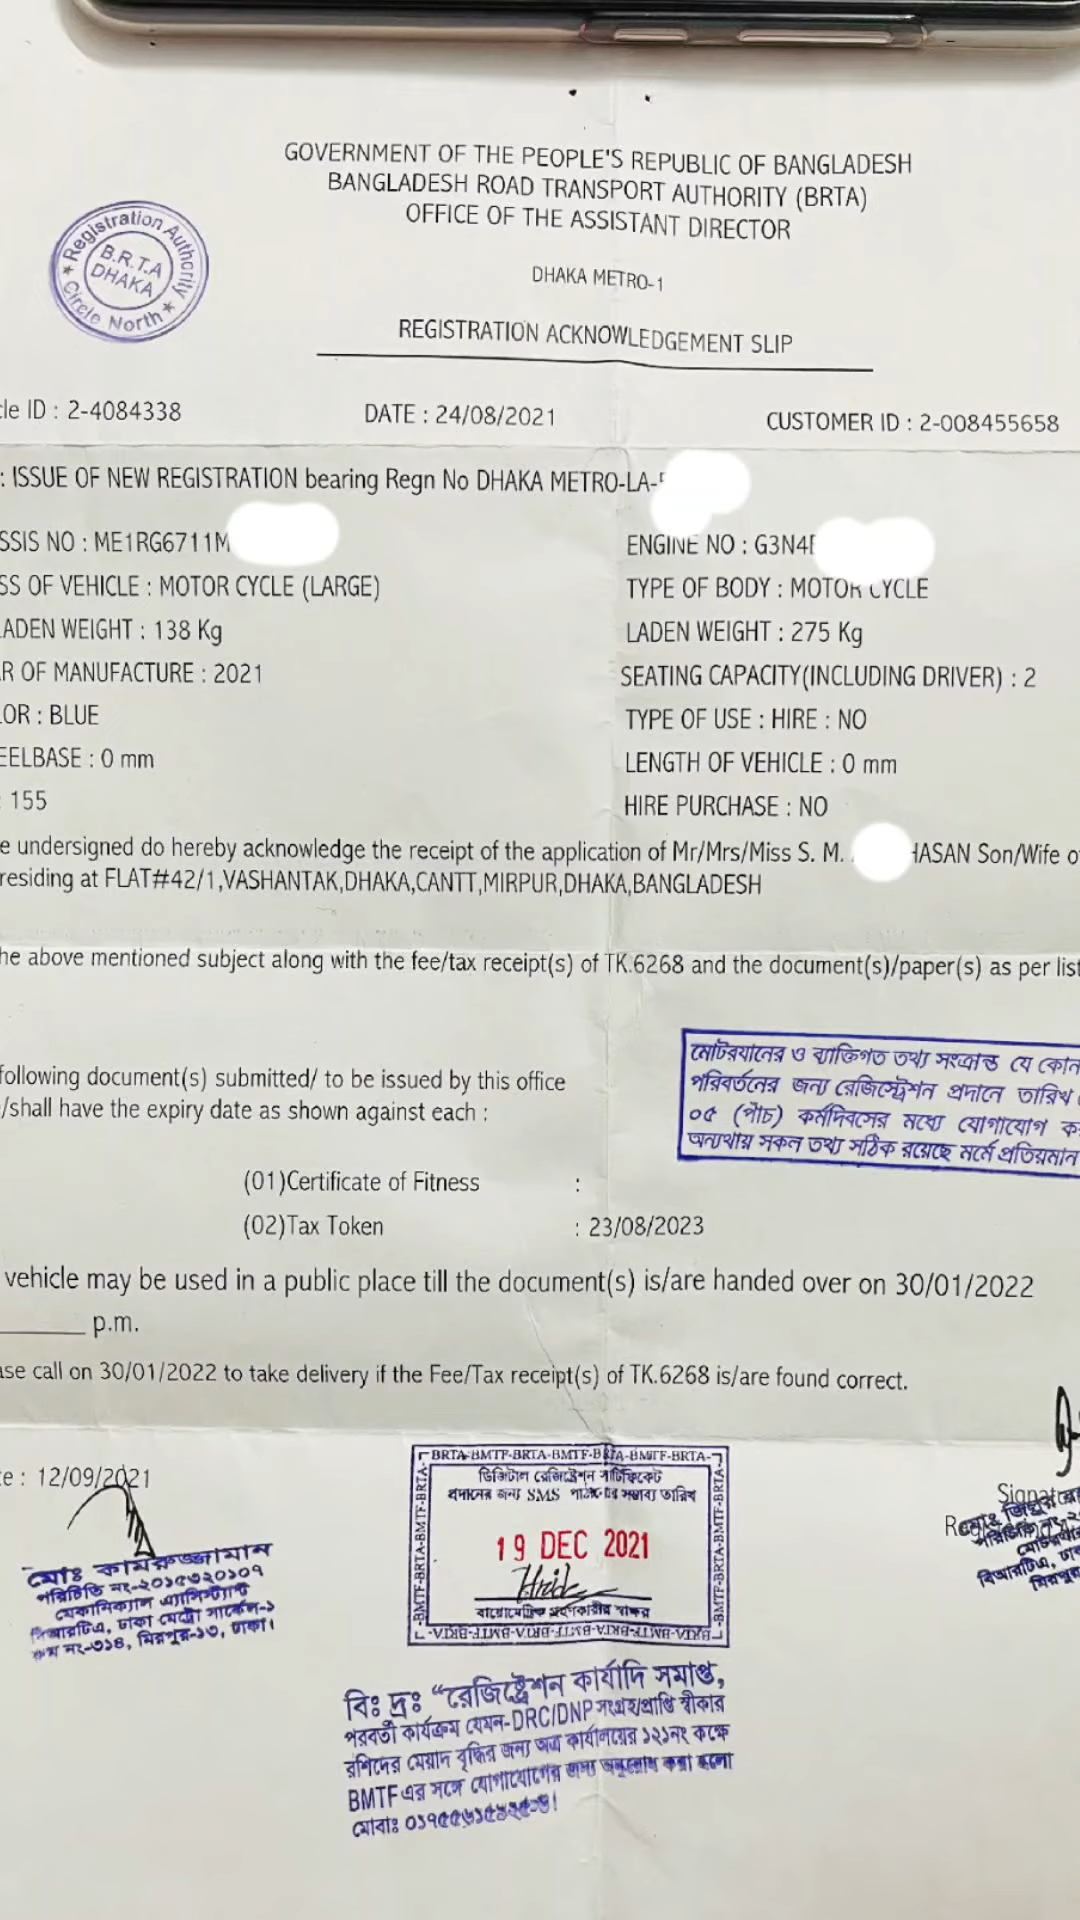 GOVERNMENT OF THE PEOPLE'S REPUBLIC OF BANGLADESH
BANGLADESH ROAD TRANSPORT AUTHORITY (BRTA)
OFFICE OF THE ASSISTANT DIRECTOR
Registration Authority
B.R.T.A
DHAKA
Circle North
DHAKA METRO-1
REGISTRATION ACKNOWLEDGEMENT SLIP
cle ID : 2-4084338 DATE : 24/08/2021 CUSTOMER ID : 2-008455658
: ISSUE OF NEW REGISTRATION bearing Regn No DHAKA METRO-LA-
SSIS NO : ME1RG6711M ENGINE NO : G3N4
SS OF VEHICLE : MOTOR CYCLE (LARGE) TYPE OF BODY : MOTOR CYCLE
ADEN WEIGHT : 138 Kg LADEN WEIGHT : 275 Kg
R OF MANUFACTURE : 2021 SEATING CAPACITY(INCLUDING DRIVER) : 2
OR : BLUE TYPE OF USE : HIRE : NO
EELBASE : 0 mm LENGTH OF VEHICLE : 0 mm
: 155 HIRE PURCHASE : NO
e undersigned do hereby acknowledge the receipt of the application of Mr/Mrs/Miss S. M. HASAN Son/Wife o
residing at FLAT#42/1,VASHANTAK,DHAKA,CANTT,MIRPUR,DHAKA,BANGLADESH
he above mentioned subject along with the fee/tax receipt(s) of TK.6268 and the document(s)/paper(s) as per list
মোটরযানের ও ব্যক্তিগত তথ্য সংক্রান্ত যে কোন
পরিবর্তনের জন্য রেজিস্ট্রেশন প্রদানে তারিখ
০৫ (পাঁচ) কর্মদিবসের মধ্যে যোগাযোগ ক
অন্যথায় সকল তথ্য সঠিক রয়েছে মর্মে প্রতিয়মান
following document(s) submitted/ to be issued by this office
/shall have the expiry date as shown against each :
(01)Certificate of Fitness :
(02)Tax Token : 23/08/2023
vehicle may be used in a public place till the document(s) is/are handed over on 30/01/2022
p.m.
ase call on 30/01/2022 to take delivery if the Fee/Tax receipt(s) of TK.6268 is/are found correct.
e : 12/09/2021
মোঃ কামরুজ্জামান
পরিচিতি নং-২০১৫৩২০১০৭
মেকানিক্যাল এ্যাসিস্ট্যান্ট
বিআরটিএ, ঢাকা মেট্রো সার্কেল-১
রুম নং-৩১৪, মিরপুর-১৩, ঢাকা।
BRTA-BMTF-BRTA-BMTF-BRTA-BMTF-BRTA-
ডিজিটাল রেজিষ্ট্রেশন সার্টিফিকেট
প্রদানের জন্য SMS পাঠানোর সম্ভাব্য তারিখ
19 DEC 2021
বায়োমেট্রিক গ্রহণকারীর স্বাক্ষর
Signat
বিআরটিএ, ঢা
মিরপুর
বিঃ দ্রঃ “রেজিষ্ট্রেশন কার্যাদি সমাপ্ত,
পরবর্তী কার্যক্রম যেমন-DRC/DNP সংগ্রহ/প্রাপ্তি স্বীকার
রশিদের মেয়াদ বৃদ্ধির জন্য অত্র কার্যালয়ের ১২১নং কক্ষে
BMTF এর সঙ্গে যোগাযোগের জন্য অনুরোধ করা হলো
মোবাঃ